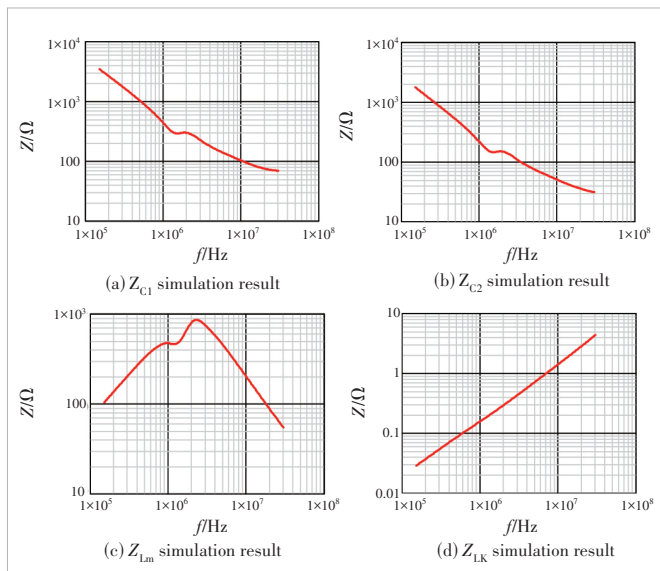 1×10⁴
1×10³
100
10
Z/Ω
1×10⁵ 1×10⁶ 1×10⁷ 1×10⁸
f/Hz
(a) Z_C1 simulation result
1×10⁴
1×10³
100
10
Z/Ω
1×10⁵ 1×10⁶ 1×10⁷ 1×10⁸
f/Hz
(b) Z_C2 simulation result
1×10³
100
10
Z/Ω
1×10⁵ 1×10⁶ 1×10⁷ 1×10⁸
f/Hz
(c) Z_Lm simulation result
10
1
0.1
0.01
Z/Ω
1×10⁵ 1×10⁶ 1×10⁷ 1×10⁸
f/Hz
(d) Z_LK simulation result